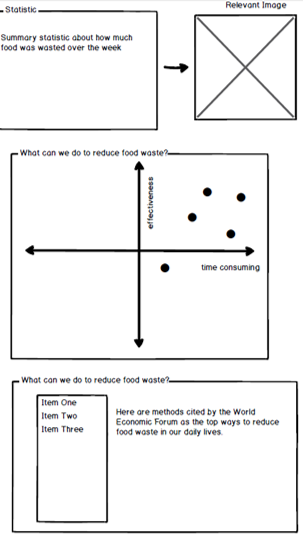 Statistic
Relevant Image
Summary statistic about how much
food was wasted over the week
What can we do to reduce food waste?
effectiveness
time consuming
What can we do to reduce food waste?
Item One
Item Two
Item Three
Here are methods cited by the World
Economic Forum as the top ways to reduce
food waste in our daily lives.